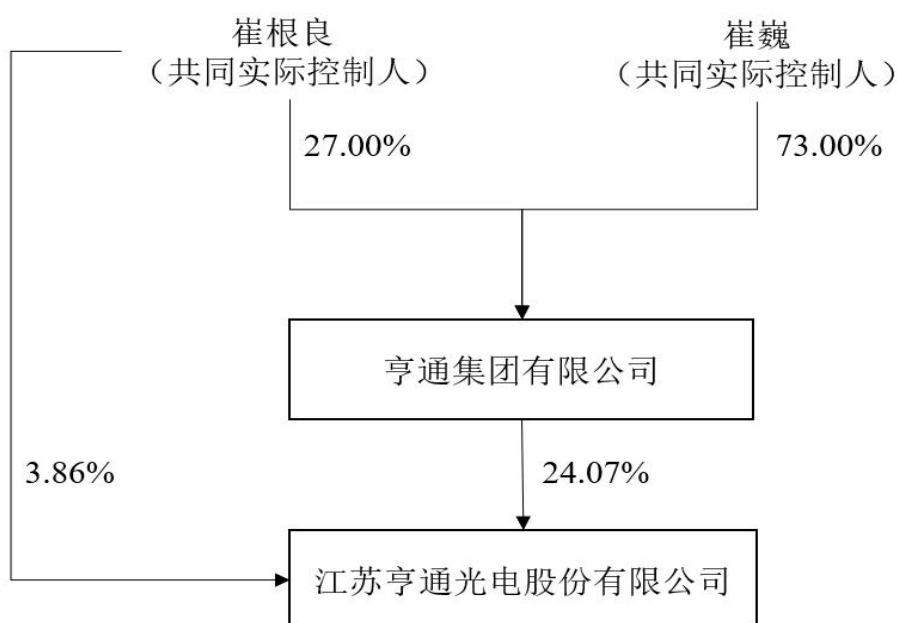 崔根良
（共同实际控制人）
崔巍
（共同实际控制人）
27.00%
73.00%
亨通集团有限公司
3.86%
24.07%
江苏亨通光电股份有限公司